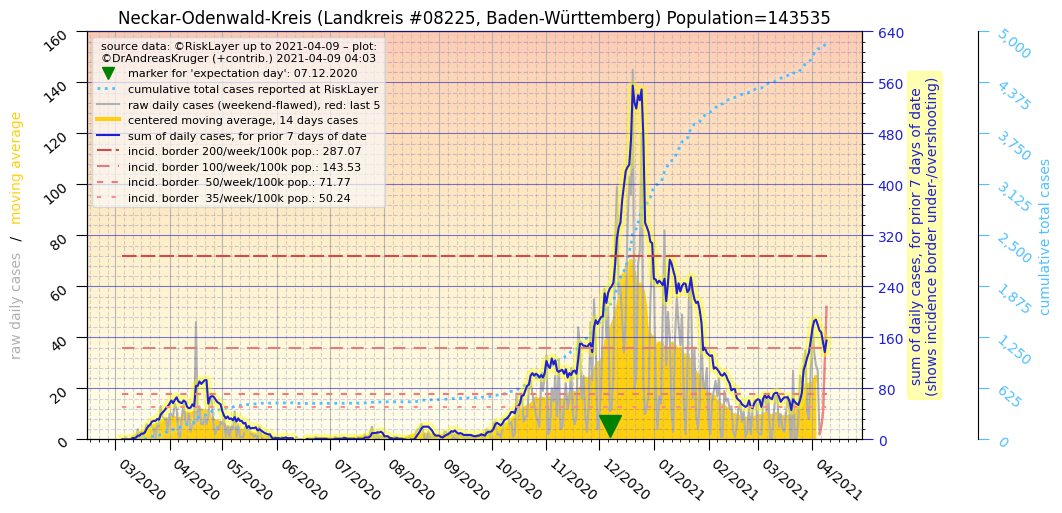 Neckar-Odenwald-Kreis (Landkreis #08225, Baden-Württemberg) Population=143535
source data: ©RiskLayer up to 2021-04-09 – plot:
©DrAndreasKruger (+contrib.) 2021-04-09 04:03
marker for 'expectation day': 07.12.2020
cumulative total cases reported at RiskLayer
raw daily cases (weekend-flawed), red: last 5
centered moving average, 14 days cases
sum of daily cases, for prior 7 days of date
incid. border 200/week/100k pop.: 287.07
incid. border 100/week/100k pop.: 143.53
incid. border  50/week/100k pop.: 71.77
incid. border  35/week/100k pop.: 50.24
raw daily cases / moving average
160
140
120
100
80
60
40
20
0
03/2020
04/2020
05/2020
06/2020
07/2020
08/2020
09/2020
10/2020
11/2020
12/2020
01/2021
02/2021
03/2021
04/2021
640
560
480
400
320
240
160
80
0
sum of daily cases, for prior 7 days of date
(shows incidence border under-/overshooting)
5,000
4,375
3,750
3,125
2,500
1,875
1,250
625
0
cumulative total cases